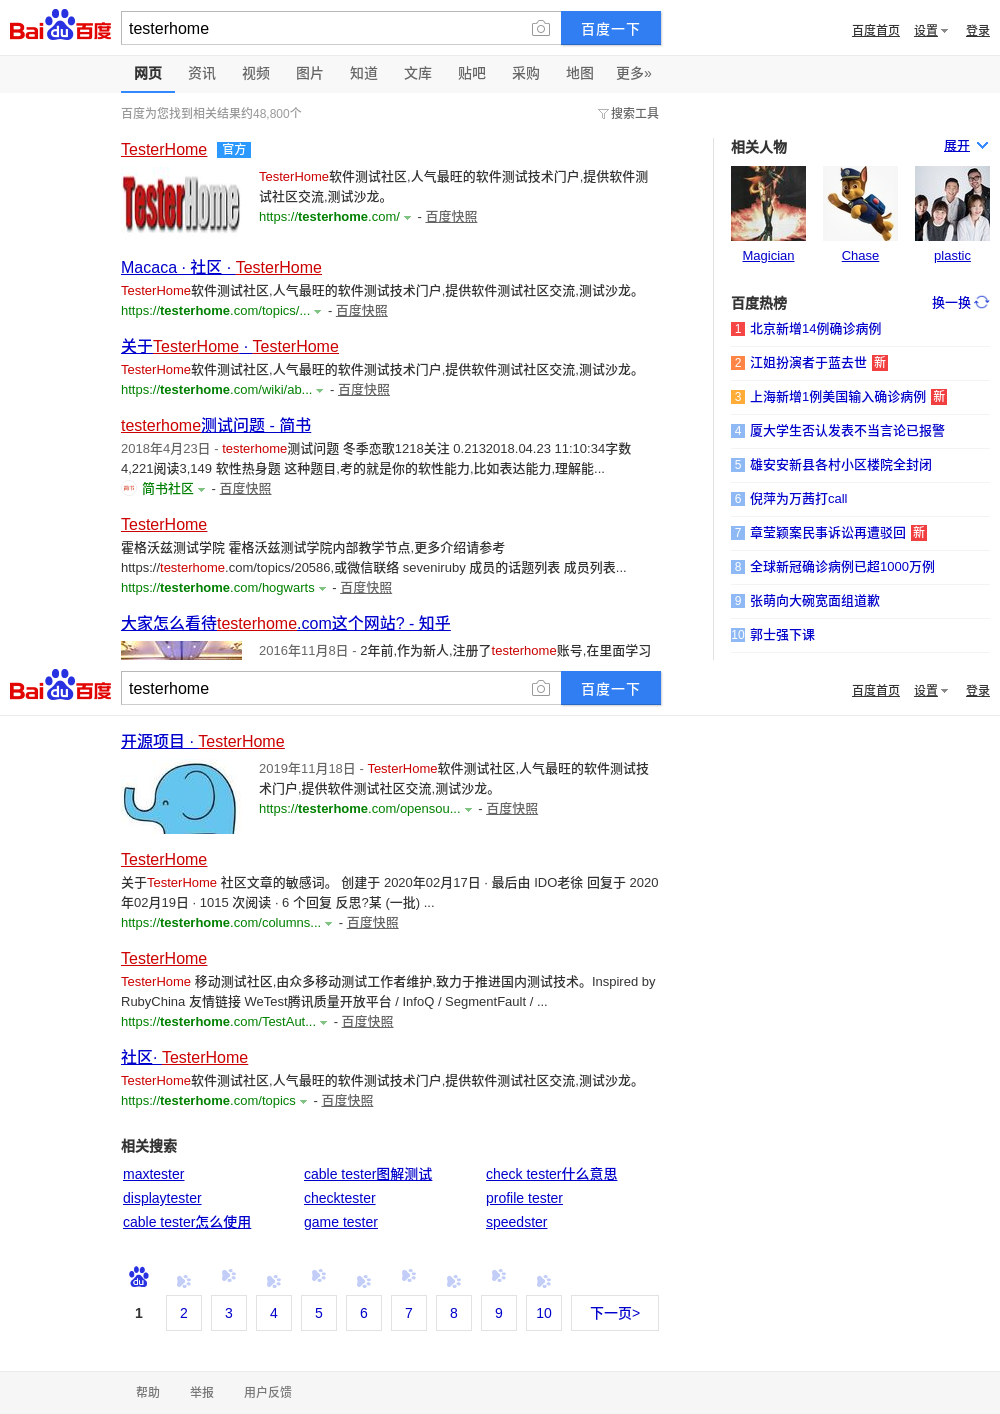 Bai du 百度 testerhome 百度一下 百度首页 设置 登录
网页 资讯 视频 图片 知道 文库 贴吧 采购 地图 更多»
百度为您找到相关结果约48,800个 搜索工具
TesterHome 官方
TesterHome
TesterHome软件测试社区,人气最旺的软件测试技术门户,提供软件测
试社区交流,测试沙龙。
https://testerhome.com/ - 百度快照
Macaca · 社区 · TesterHome
TesterHome软件测试社区,人气最旺的软件测试技术门户,提供软件测试社区交流,测试沙龙。
https://testerhome.com/topics/... - 百度快照
关于TesterHome · TesterHome
TesterHome软件测试社区,人气最旺的软件测试技术门户,提供软件测试社区交流,测试沙龙。
https://testerhome.com/wiki/ab... - 百度快照
testerhome测试问题 - 简书
2018年4月23日 - testerhome测试问题 冬季恋歌1218关注 0.2132018.04.23 11:10:34字数
4,221阅读3,149 软性热身题 这种题目,考的就是你的软性能力,比如表达能力,理解能...
简书 简书社区 - 百度快照
TesterHome
霍格沃兹测试学院 霍格沃兹测试学院内部教学节点,更多介绍请参考
https://testerhome.com/topics/20586,或微信联络 seveniruby 成员的话题列表 成员列表...
https://testerhome.com/hogwarts - 百度快照
大家怎么看待testerhome.com这个网站? - 知乎
2016年11月8日 - 2年前,作为新人,注册了testerhome账号,在里面学习
相关人物 展开
Magician Chase plastic
百度热榜 换一换
1 北京新增14例确诊病例
2 江姐扮演者于蓝去世 新
3 上海新增1例美国输入确诊病例 新
4 厦大学生否认发表不当言论已报警
5 雄安安新县各村小区楼院全封闭
6 倪萍为万茜打call
7 章莹颖案民事诉讼再遭驳回 新
8 全球新冠确诊病例已超1000万例
9 张萌向大碗宽面组道歉
10 郭士强下课
Bai du 百度 testerhome 百度一下 百度首页 设置 登录
开源项目 · TesterHome
2019年11月18日 - TesterHome软件测试社区,人气最旺的软件测试技
术门户,提供软件测试社区交流,测试沙龙。
https://testerhome.com/opensou... - 百度快照
TesterHome
关于TesterHome 社区文章的敏感词。 创建于 2020年02月17日 · 最后由 IDO老徐 回复于 2020
年02月19日 · 1015 次阅读 · 6 个回复 反思?某 (一批) ...
https://testerhome.com/columns... - 百度快照
TesterHome
TesterHome 移动测试社区,由众多移动测试工作者维护,致力于推进国内测试技术。Inspired by
RubyChina 友情链接 WeTest腾讯质量开放平台 / InfoQ / SegmentFault / ...
https://testerhome.com/TestAut... - 百度快照
社区· TesterHome
TesterHome软件测试社区,人气最旺的软件测试技术门户,提供软件测试社区交流,测试沙龙。
https://testerhome.com/topics - 百度快照
相关搜索
maxtester cable tester图解测试 check tester什么意思
displaytester checktester profile tester
cable tester怎么使用 game tester speedster
du
1 2 3 4 5 6 7 8 9 10 下一页>
帮助 举报 用户反馈